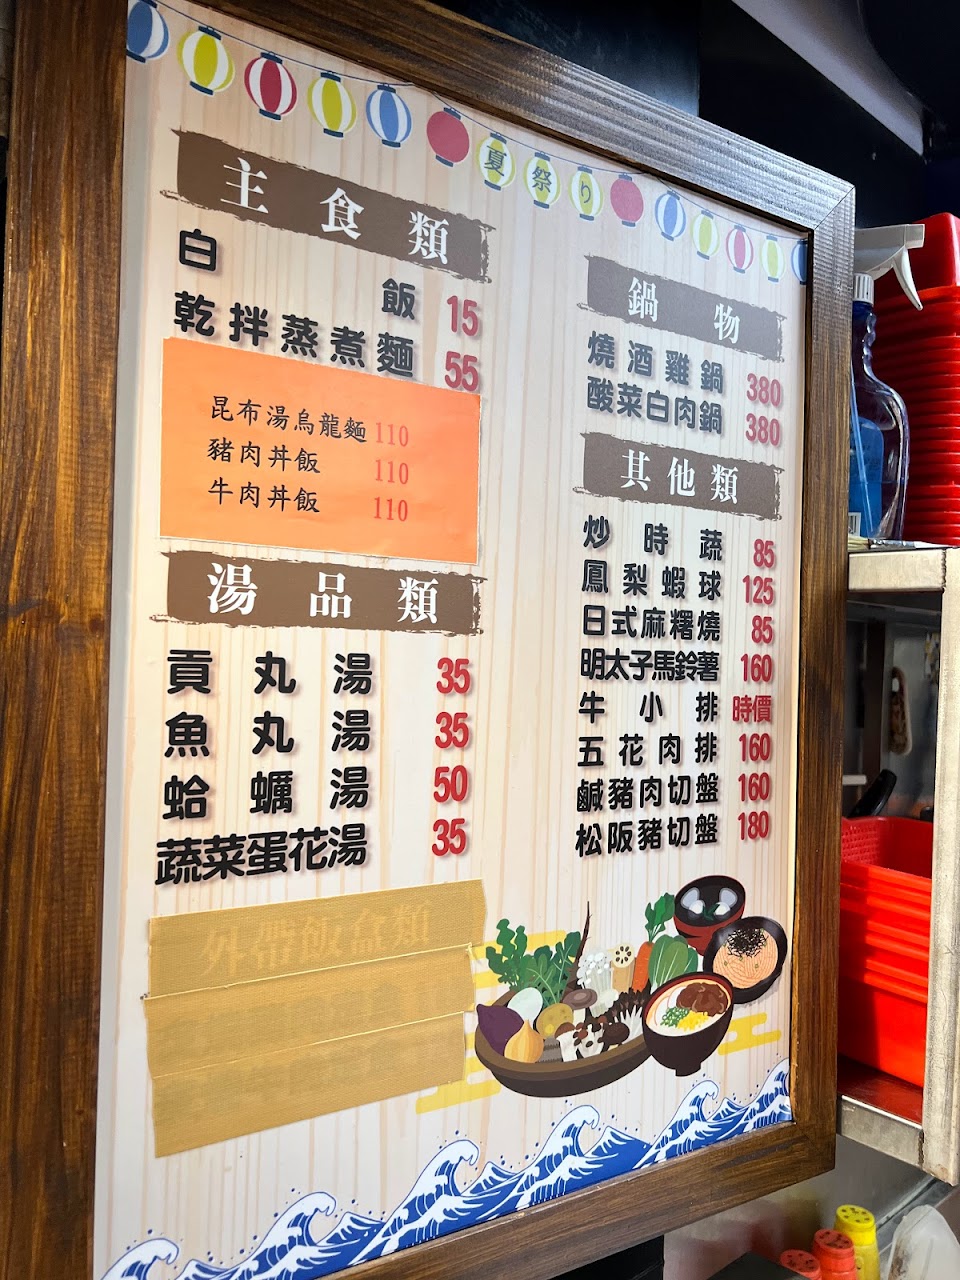 夏祭り
主食類
白飯 15
乾拌蒸煮麵 55
昆布湯烏龍麵 110
豬肉丼飯 110
牛肉丼飯 110
湯品類
貢丸湯 35
魚丸湯 35
蛤蠣湯 50
蔬菜蛋花湯 35
外帶飯盒類
鍋物
燒酒雞鍋 380
酸菜白肉鍋 380
其他類
炒時蔬 85
鳳梨蝦球 125
日式麻糬燒 85
明太子馬鈴薯 160
牛小排 時價
五花肉排 160
鹹豬肉切盤 160
松阪豬切盤 180